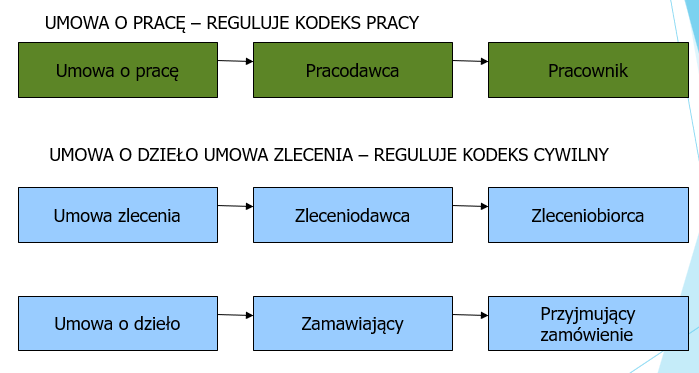 UMOWA O PRACĘ – REGULUJE KODEKS PRACY
Umowa o pracę
Pracodawca
Pracownik
UMOWA O DZIEŁO UMOWA ZLECENIA – REGULUJE KODEKS CYWILNY
Umowa zlecenia
Zleceniodawca
Zleceniobiorca
Umowa o dzieło
Zamawiający
Przyjmujący
zamówienie